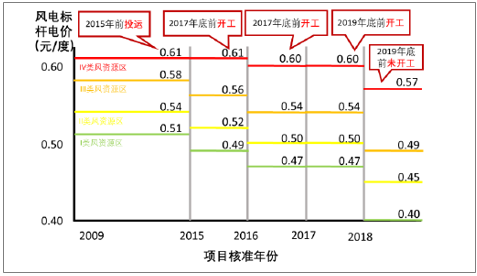 风电标
杆电价
(元/度)
2015年前投运
2017年底前开工
2017年底前开工
2019年底前开工
2019年底
前未开工
0.60
0.50
0.40
0.61
0.61
0.60
0.60
0.57
IV类风资源区
0.58
0.56
0.54
0.54
0.49
III类风资源区
0.54
0.52
0.50
0.50
0.45
类风资源区
0.51
0.49
0.47
0.47
0.40
I类风资源区
2009
2015
2016
2017
2018
项目核准年份